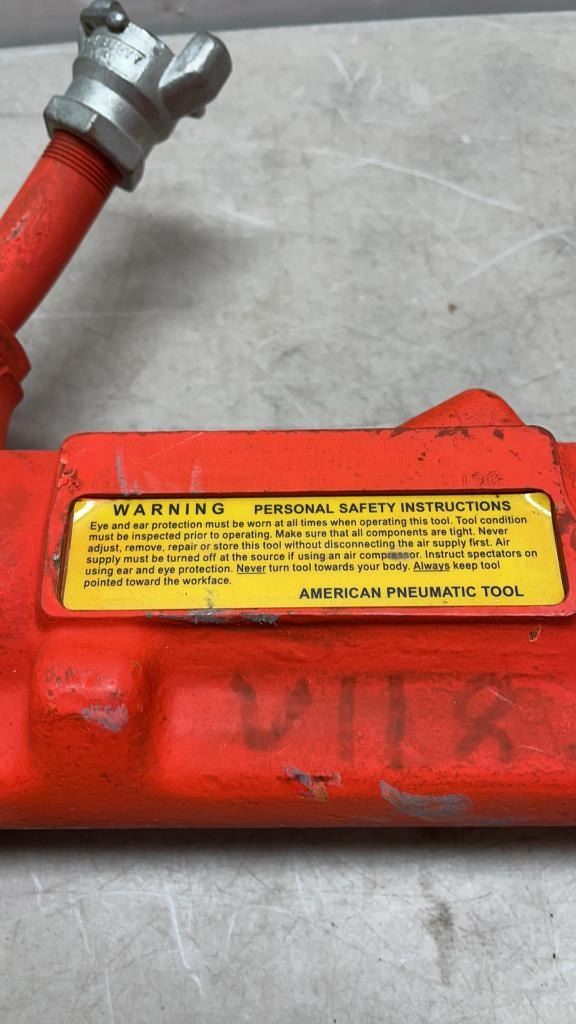 WARNING PERSONAL SAFETY INSTRUCTIONS
Eye and ear protection must be worn at all times when operating this tool. Tool condition
must be inspected prior to operating. Make sure that all components are tight. Never
adjust, remove, repair or store this tool without disconnecting the air supply first. Air
supply must be turned off at the source if using an air compressor. Instruct spectators on
using ear and eye protection. Never turn tool towards your body. Always keep tool
pointed toward the workface.
AMERICAN PNEUMATIC TOOL
V118